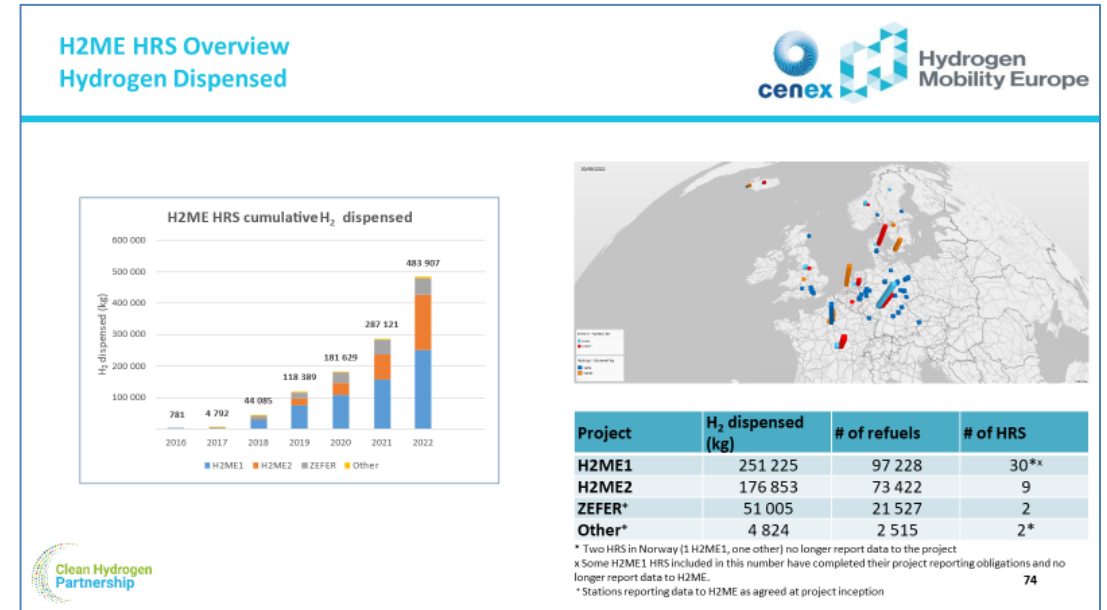 H2ME HRS Overview
Hydrogen Dispensed
cenex
Hydrogen
Mobility Europe
H2ME HRS cumulative H₂ dispensed
H₂ dispensed (kg)
600 000
500 000
400 000
300 000
200 000
100 000
781
4 792
44 085
118 389
181 629
287 121
483 907
2016 2017 2018 2019 2020 2021 2022
H2ME1 H2ME2 ZEFER Other
Project H₂ dispensed (kg) # of refuels # of HRS
H2ME1 251 225 97 228 30*ˣ
H2ME2 176 853 73 422 9
ZEFER⁺ 51 005 21 527 2
Other⁺ 4 824 2 515 2*
* Two HRS in Norway (1 H2ME1, one other) no longer report data to the project
x Some H2ME1 HRS included in this number have completed their project reporting obligations and no
longer report data to H2ME.
⁺ Stations reporting data to H2ME as agreed at project inception
74
Clean Hydrogen
Partnership